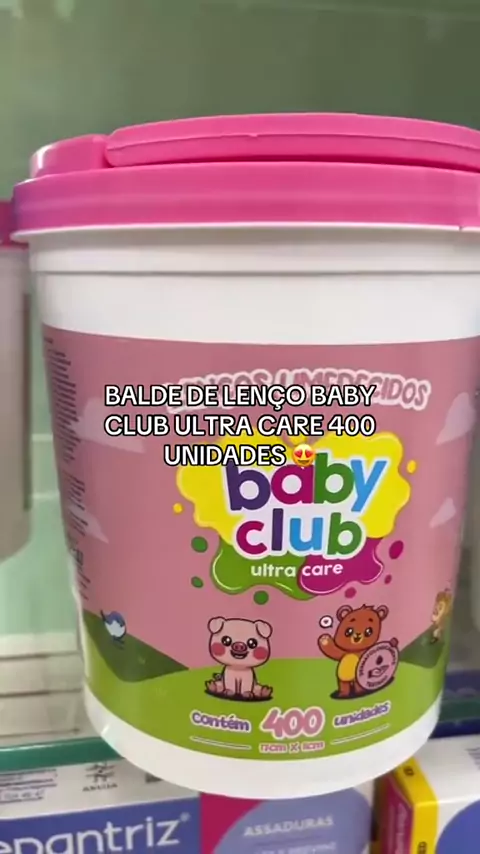 LENÇOS UMEDECIDOS
BALDE DE LENÇO BABY
CLUB ULTRA CARE 400
UNIDADES 😍
baby
club
ultra care
contém 400 unidades
epantriz®
ASSADURAS